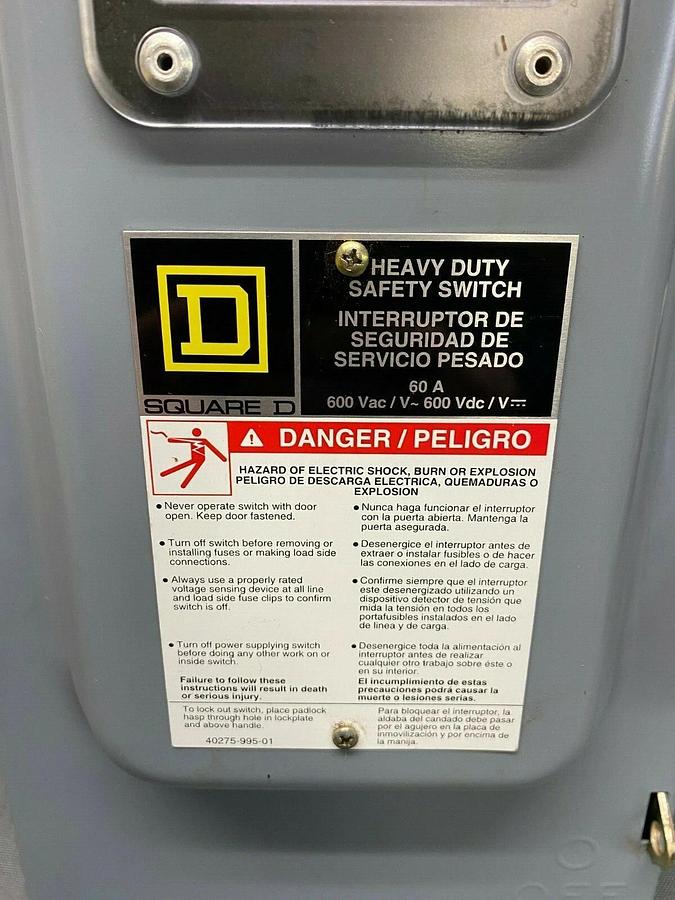 HEAVY DUTY
SAFETY SWITCH
INTERRUPTOR DE
SEGURIDAD DE
SERVICIO PESADO
60 A
600 Vac / V~ 600 Vdc / V⎓
D
SQUARE D
DANGER / PELIGRO
HAZARD OF ELECTRIC SHOCK, BURN OR EXPLOSION
PELIGRO DE DESCARGA ELECTRICA, QUEMADURAS O
EXPLOSION
• Never operate switch with door
open. Keep door fastened.
• Turn off switch before removing or
installing fuses or making load side
connections.
• Always use a properly rated
voltage sensing device at all line
and load side fuse clips to confirm
switch is off.
• Turn off power supplying switch
before doing any other work on or
inside switch.
Failure to follow these
instructions will result in death
or serious injury.
To lock out switch, place padlock
hasp through hole in lockplate
and above handle.
40275-995-01
• Nunca haga funcionar el interruptor
con la puerta abierta. Mantenga la
puerta asegurada.
• Desenergice el interruptor antes de
extraer o instalar fusibles o de hacer
las conexiones en el lado de carga.
• Confirme siempre que el interruptor
este desenergizado utilizando un
dispositivo detector de tensión que
mida la tensión en todos los
portafusibles instalados en el lado
de linea y de carga.
• Desenergice toda la alimentación al
interruptor antes de realizar
cualquier otro trabajo sobre éste o
en su interior.
El incumplimiento de estas
precauciones podrá causar la
muerte o lesiones serias.
Para bloquear el interruptor, la
aldaba del candado debe pasar
por el agujero en la placa de
inmovilización y por encima de
la manija.
O
OFF